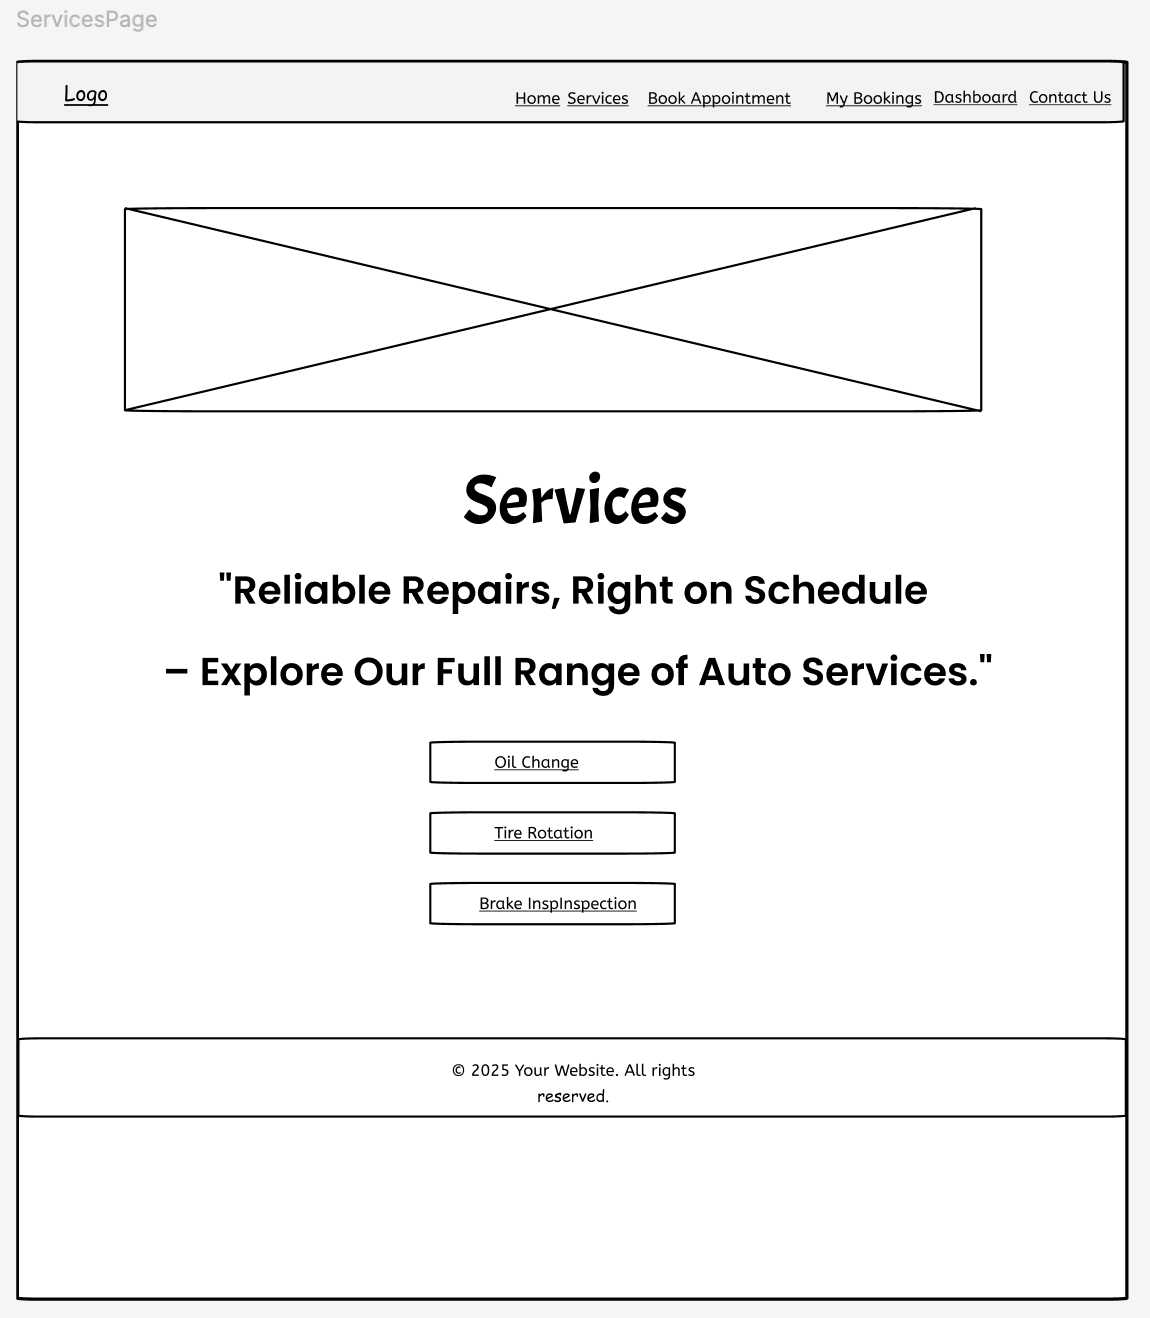 ServicesPage
Logo
Home Services Book Appointment My Bookings Dashboard Contact Us
Services
"Reliable Repairs, Right on Schedule
– Explore Our Full Range of Auto Services."
Oil Change
Tire Rotation
Brake InspInspection
© 2025 Your Website. All rights
reserved.